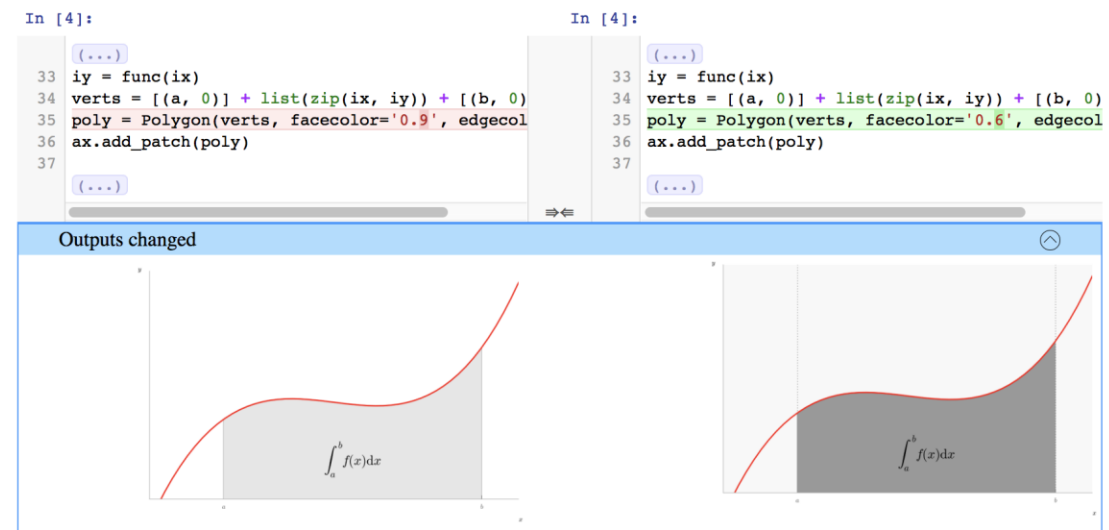 In [4]:
(...)
33 iy = func(ix)
34 verts = [(a, 0)] + list(zip(ix, iy)) + [(b, 0)
35 poly = Polygon(verts, facecolor='0.9', edgecol
36 ax.add_patch(poly)
37
(...)
In [4]:
(...)
33 iy = func(ix)
34 verts = [(a, 0)] + list(zip(ix, iy)) + [(b, 0)
35 poly = Polygon(verts, facecolor='0.6', edgecol
36 ax.add_patch(poly)
37
(...)
Outputs changed
y
∫_a^b f(x)dx
a b
x
y
∫_a^b f(x)dx
a b
x